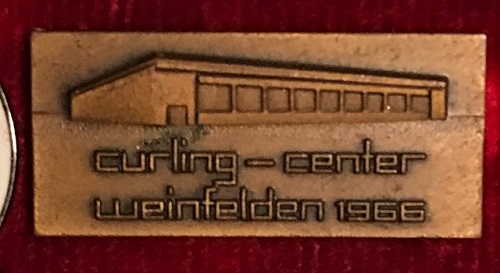 curling – center
weinfelden 1966